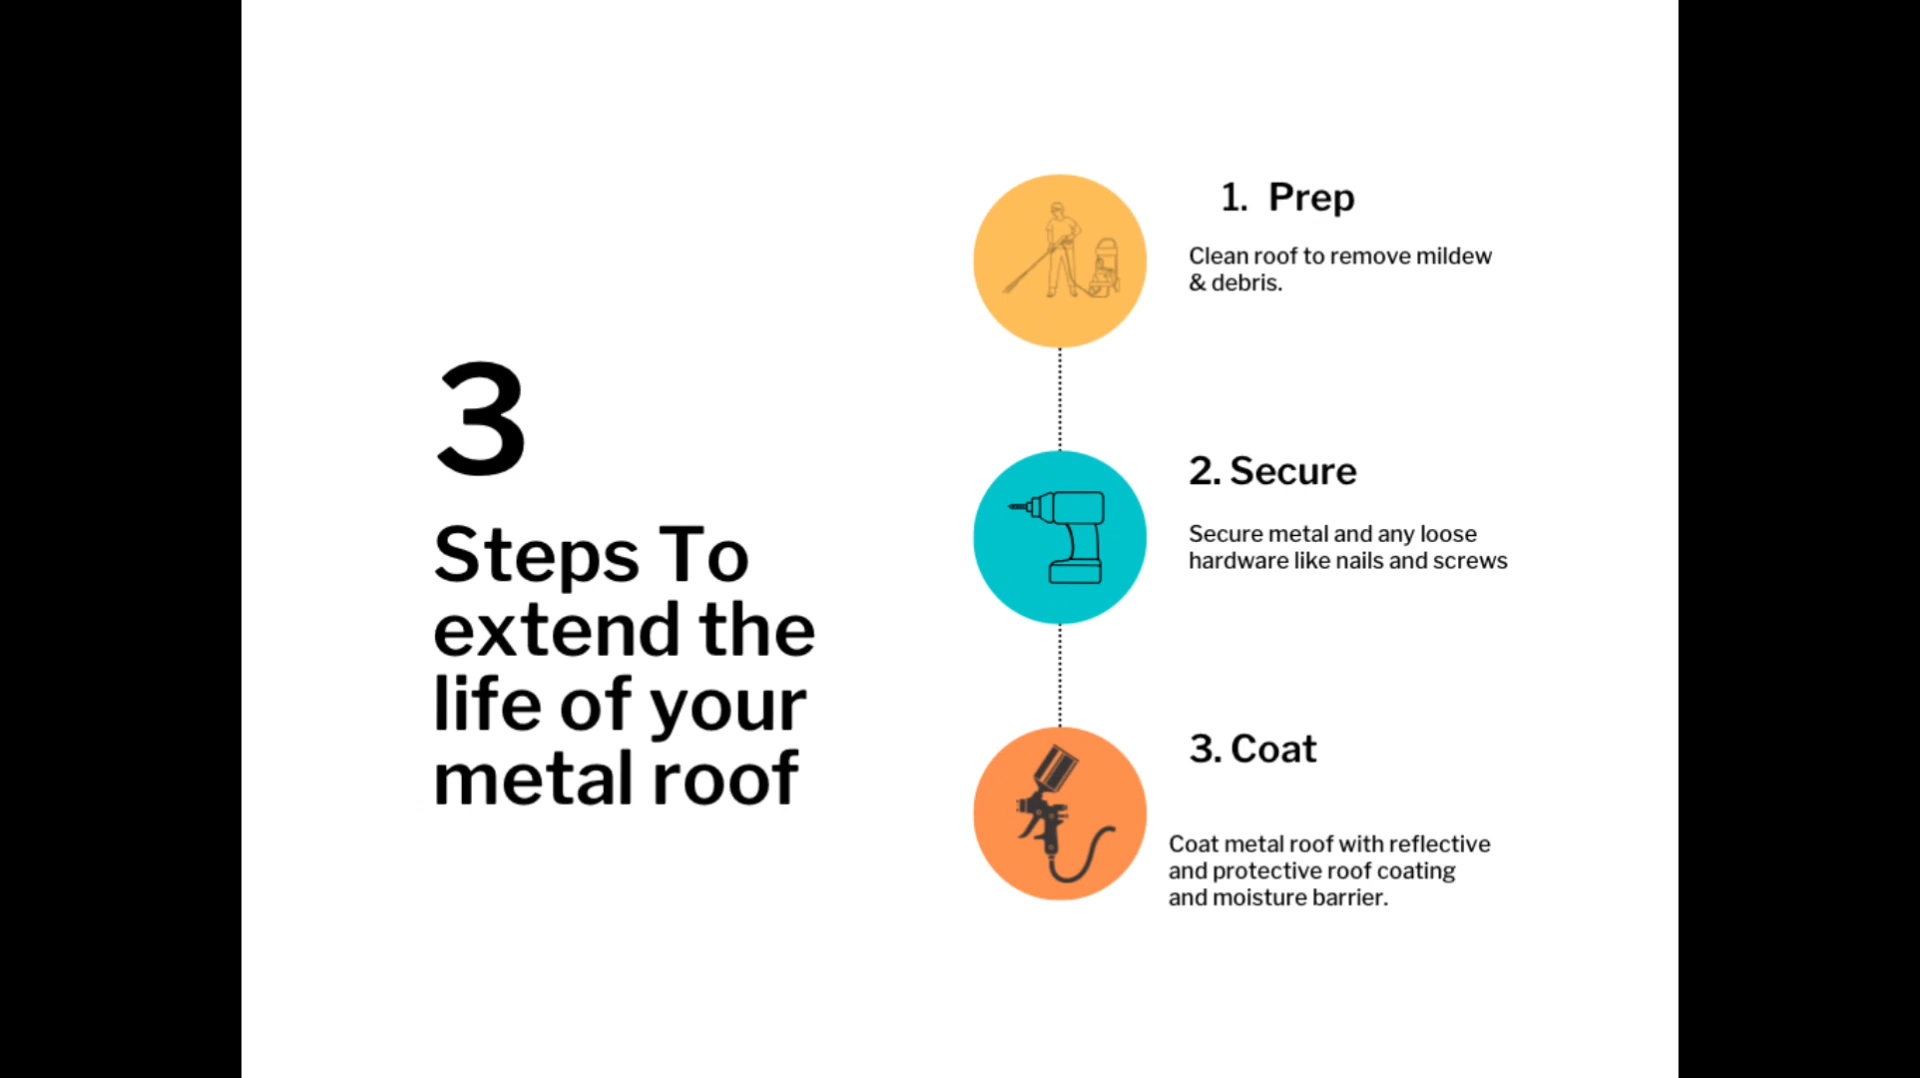 3
Steps To
extend the
life of your
metal roof
1. Prep
Clean roof to remove mildew
& debris.
2. Secure
Secure metal and any loose
hardware like nails and screws
3. Coat
Coat metal roof with reflective
and protective roof coating
and moisture barrier.